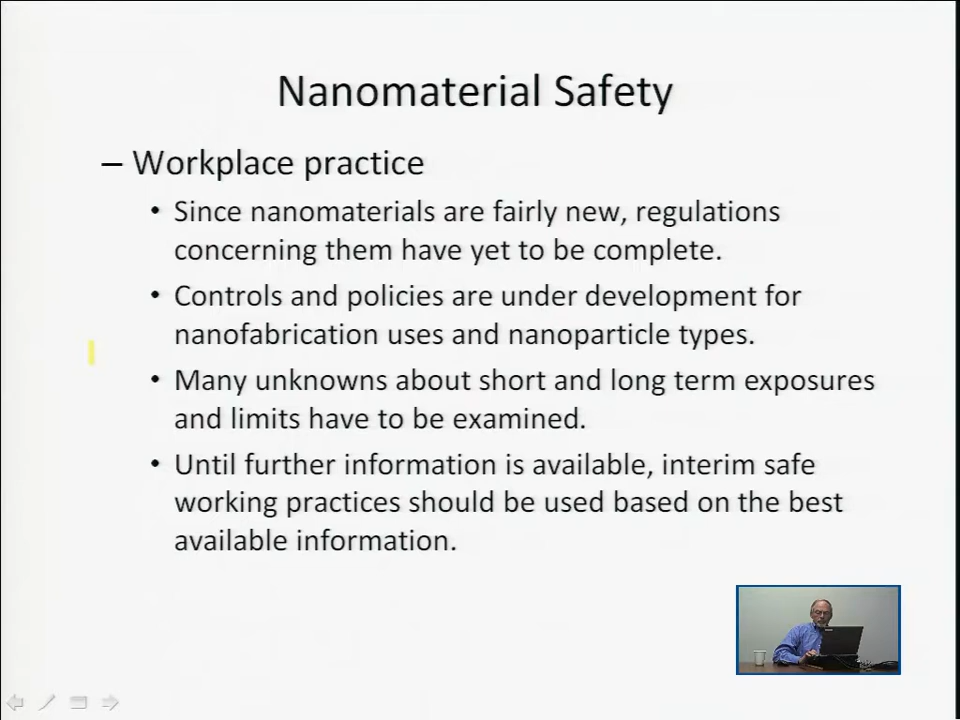 Nanomaterial Safety
– Workplace practice
• Since nanomaterials are fairly new, regulations
concerning them have yet to be complete.
• Controls and policies are under development for
nanofabrication uses and nanoparticle types.
• Many unknowns about short and long term exposures
and limits have to be examined.
• Until further information is available, interim safe
working practices should be used based on the best
available information.